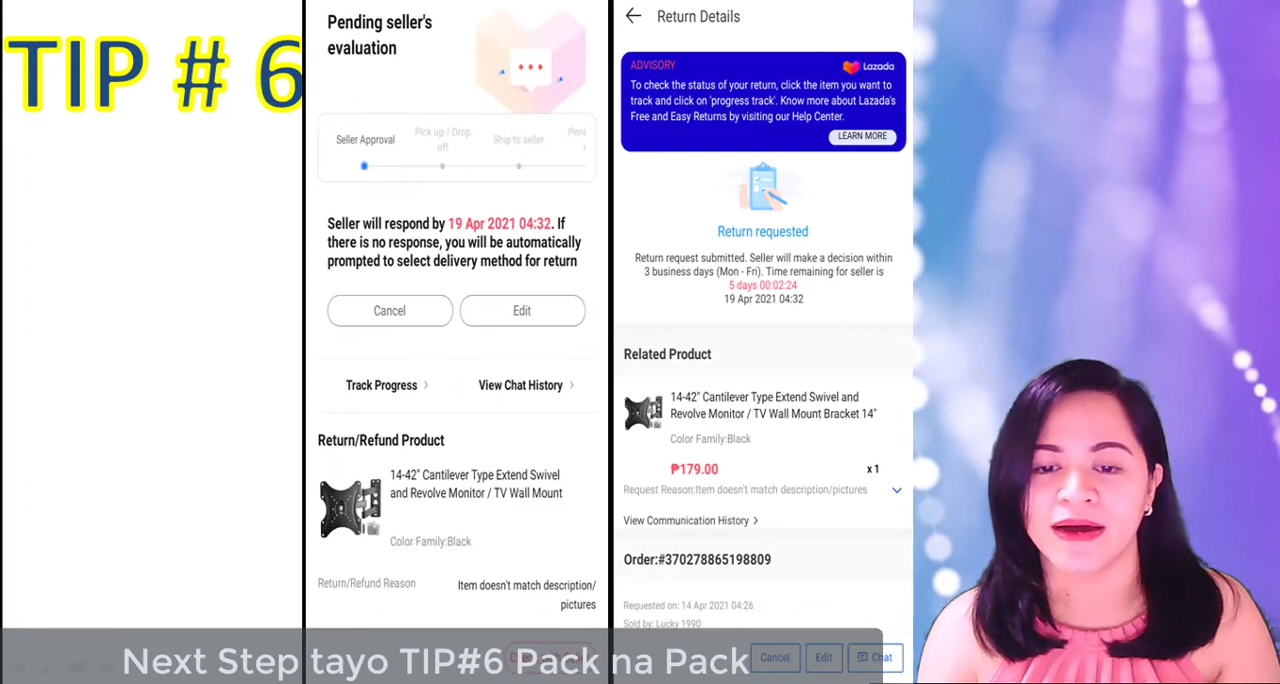 TIP # 6
Pending seller's
evaluation
Seller Approval
Pick up / Drop
off
Ship to seller
Seller will respond by 19 Apr 2021 04:32. If
there is no response, you will be automatically
prompted to select delivery method for return
Cancel
Edit
Track Progress
View Chat History
Return/Refund Product
14-42" Cantilever Type Extend Swivel
and Revolve Monitor / TV Wall Mount
Color Family:Black
Return/Refund Reason
Item doesn't match description/
pictures
Return Details
ADVISORY
Lazada
To check the status of your return, click the item you want to
track and click on 'progress track'. Know more about Lazada's
Free and Easy Returns by visiting our Help Center.
LEARN MORE
Return requested
Return request submitted. Seller will make a decision within
3 business days (Mon - Fri). Time remaining for seller is
5 days 00:02:24
19 Apr 2021 04:32
Related Product
14-42" Cantilever Type Extend Swivel and
Revolve Monitor / TV Wall Mount Bracket 14"
Color Family:Black
₱179.00
x 1
Request Reason:Item doesn't match description/pictures
View Communication History
Order:#370278865198809
Requested on: 14 Apr 2021 04:26
Sold by: Lucky 1990
Cancel
Edit
Chat
Next Step tayo TIP#6 Pack na Pack